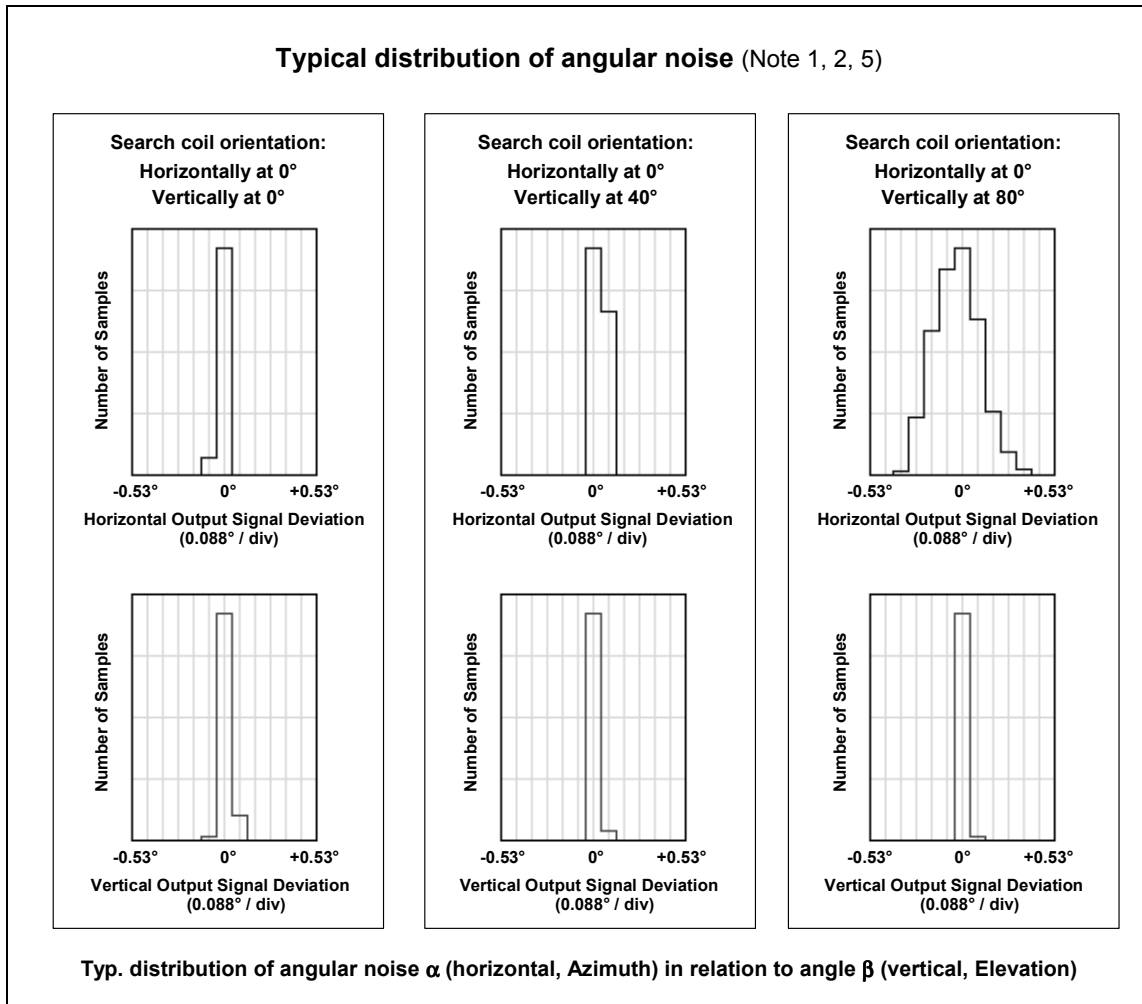 Typical distribution of angular noise (Note 1, 2, 5)
Search coil orientation:
Horizontally at 0°
Vertically at 0°
Number of Samples
-0.53° 0° +0.53°
Horizontal Output Signal Deviation
(0.088° / div)
Number of Samples
-0.53° 0° +0.53°
Vertical Output Signal Deviation
(0.088° / div)
Search coil orientation:
Horizontally at 0°
Vertically at 40°
Number of Samples
-0.53° 0° +0.53°
Horizontal Output Signal Deviation
(0.088° / div)
Number of Samples
-0.53° 0° +0.53°
Vertical Output Signal Deviation
(0.088° / div)
Search coil orientation:
Horizontally at 0°
Vertically at 80°
Number of Samples
-0.53° 0° +0.53°
Horizontal Output Signal Deviation
(0.088° / div)
Number of Samples
-0.53° 0° +0.53°
Vertical Output Signal Deviation
(0.088° / div)
Typ. distribution of angular noise α (horizontal, Azimuth) in relation to angle β (vertical, Elevation)